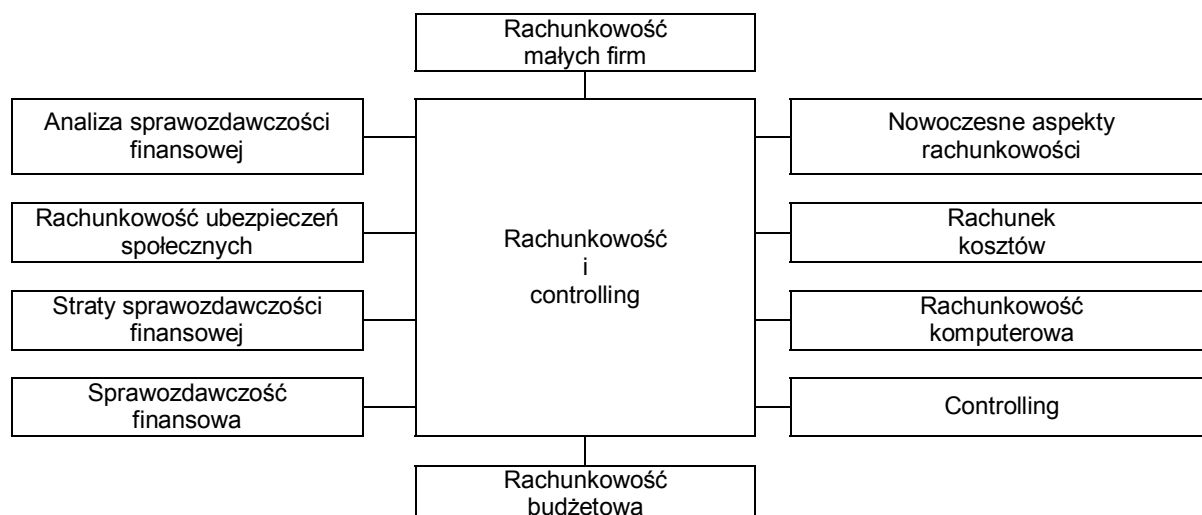 Rachunkowość
małych firm
Analiza sprawozdawczości
finansowej
Nowoczesne aspekty
rachunkowości
Rachunkowość ubezpieczeń
społecznych
Rachunkowość
i
controlling
Rachunek
kosztów
Straty sprawozdawczości
finansowej
Rachunkowość
komputerowa
Sprawozdawczość
finansowa
Controlling
Rachunkowość
budżetowa